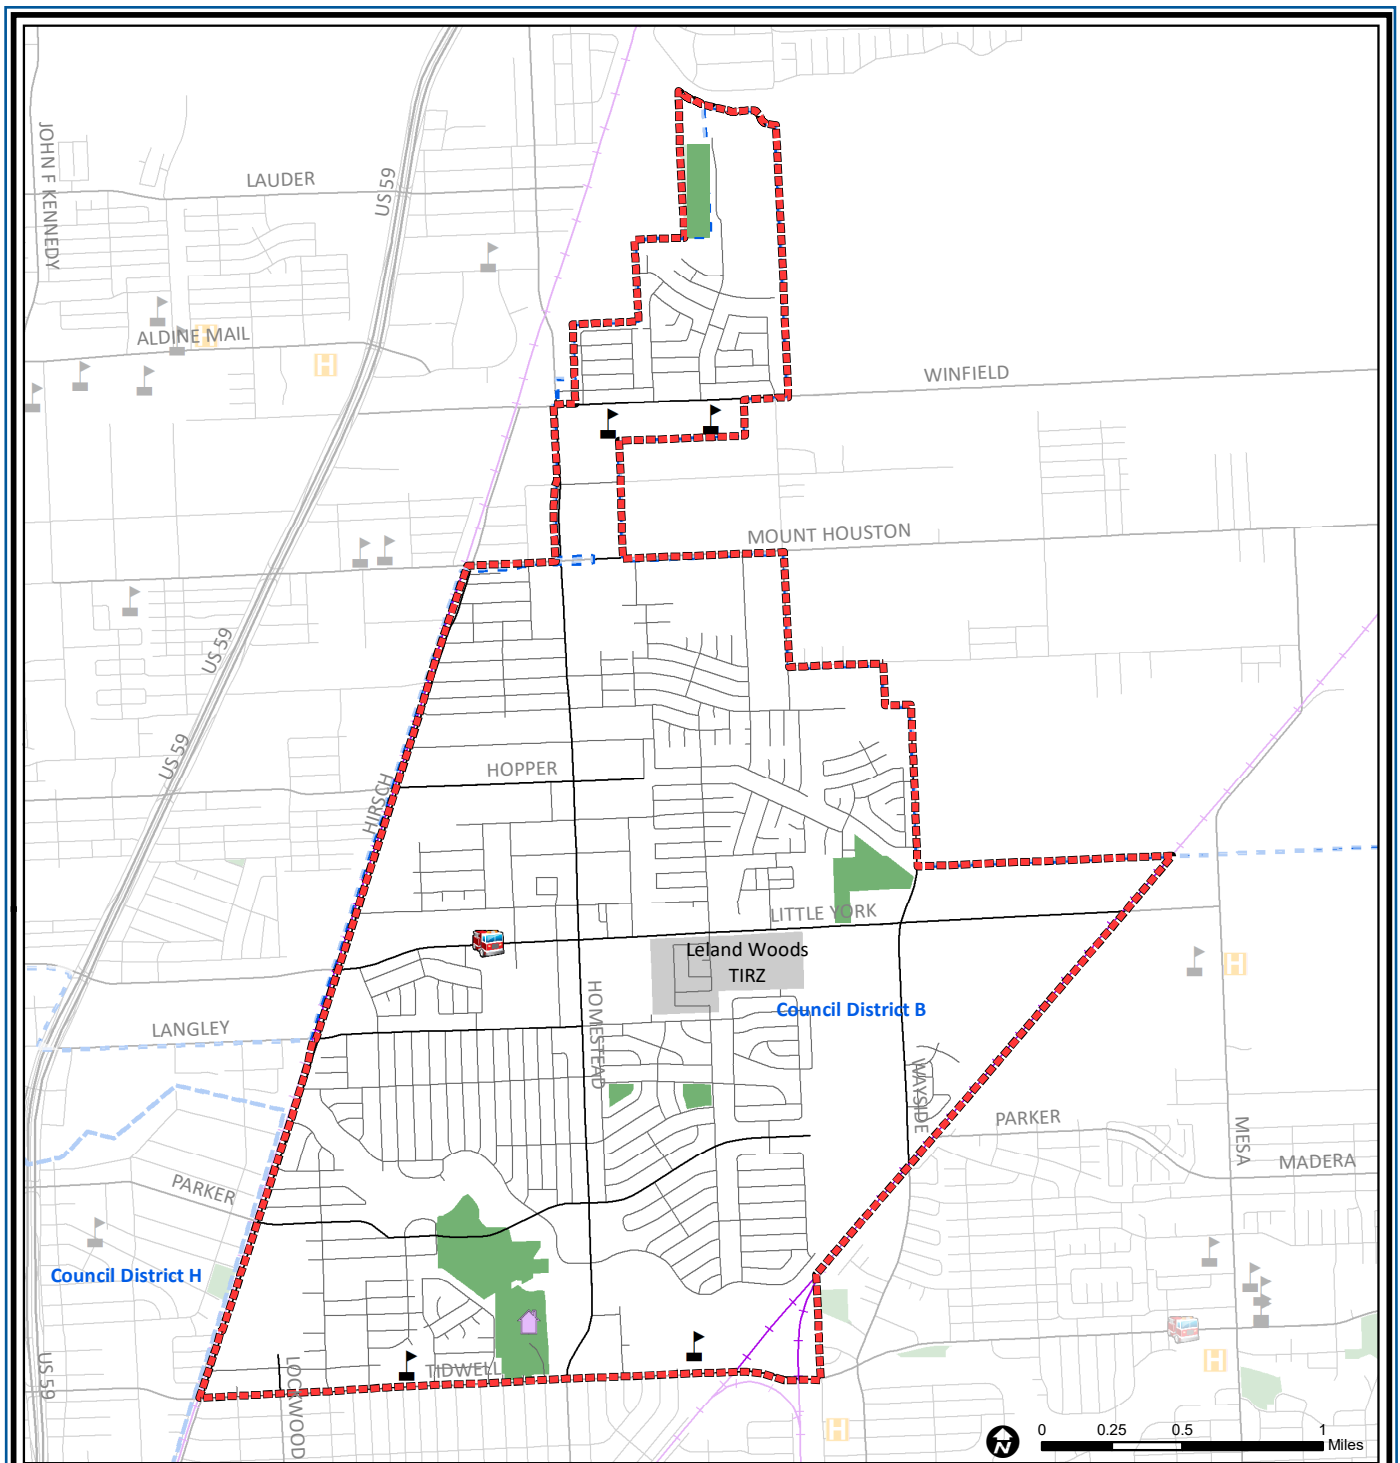 JOHN F KENNEDY
LAUDER
US 59
ALDINE MAIL
H
H
WINFIELD
MOUNT HOUSTON
US 59
US 59
HOPPER
HIRSCH
LITTLE YORK
Leland Woods
TIRZ
H
HOMESTEAD
Council District B
LANGLEY
WAYSIDE
PARKER
MESA
MADERA
PARKER
Council District H
US 59
LOCKWOOD
TIDWELL
H
H
N
0 0.25 0.5 1
Miles